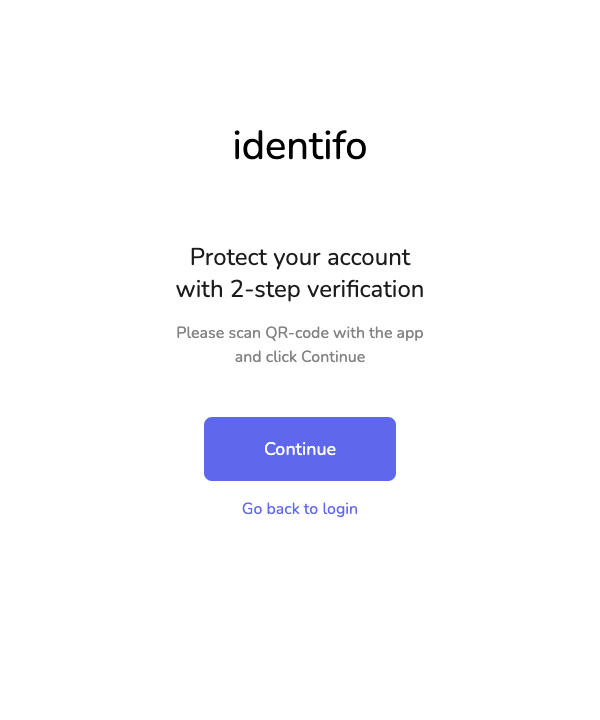 identifo
Protect your account
with 2-step verification
Please scan QR-code with the app
and click Continue
Continue
Go back to login